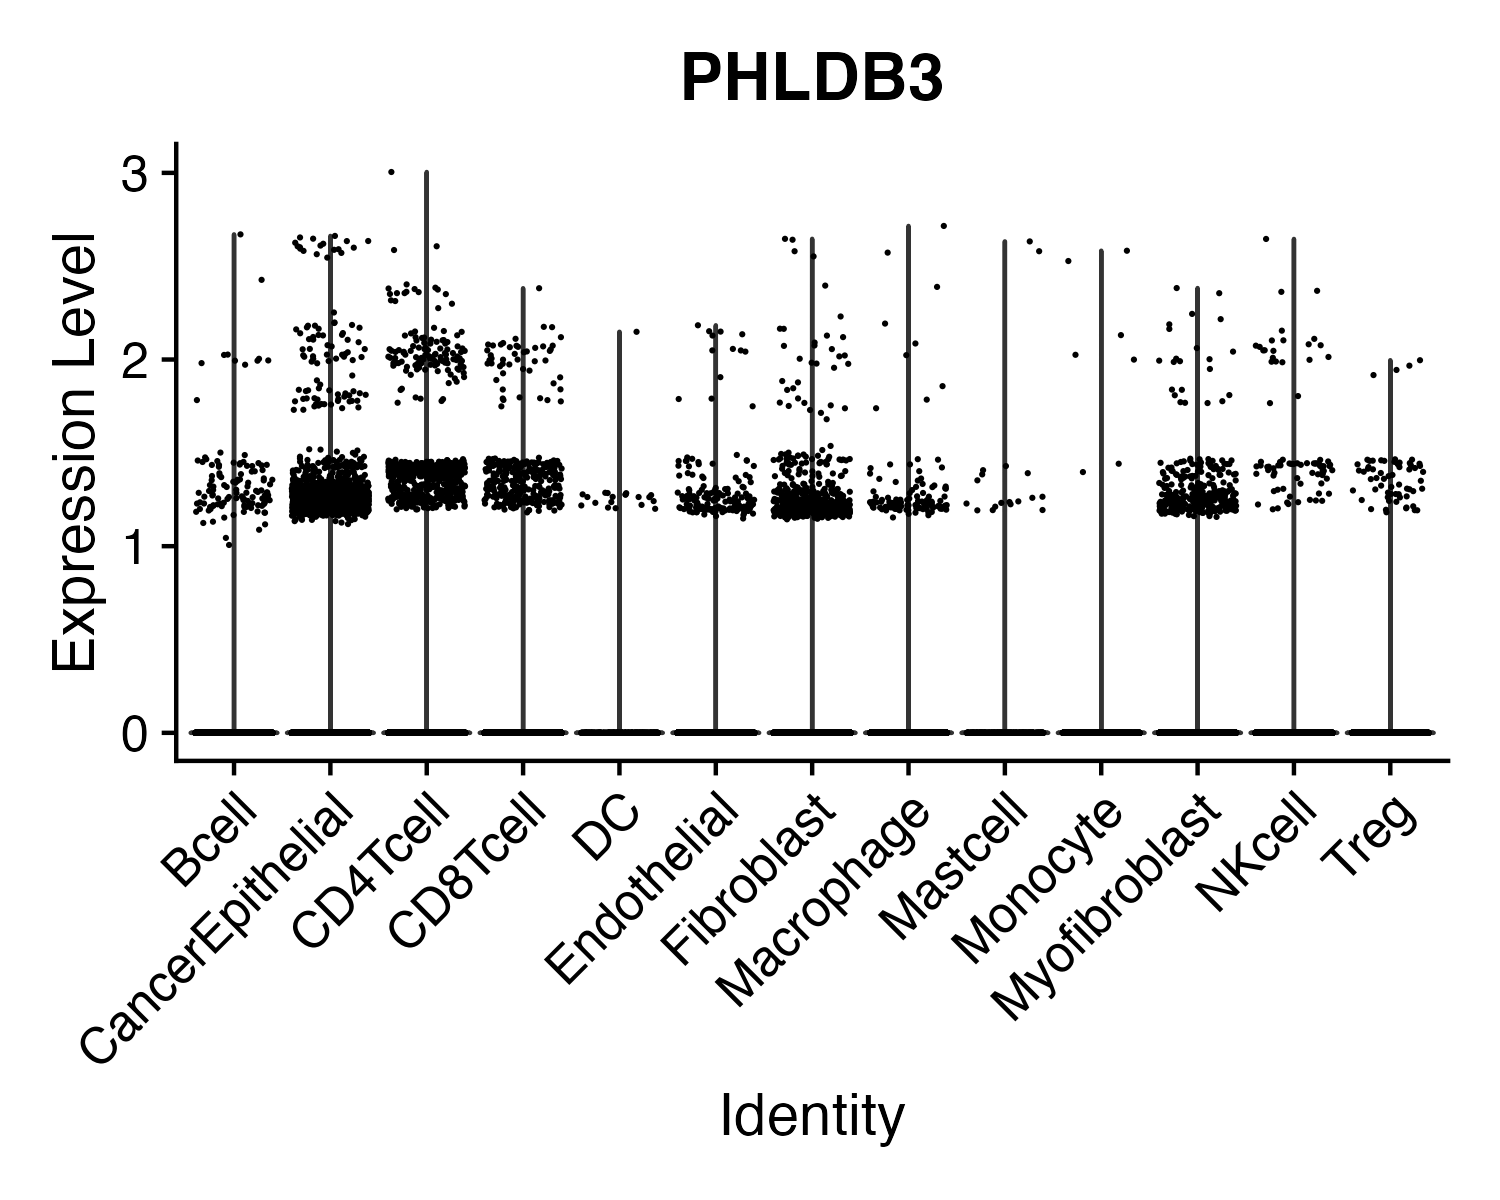 PHLDB3
Expression Level
3
2
1
0
Bcell
CancerEpithelial
CD4Tcell
CD8Tcell
DC
Endothelial
Fibroblast
Macrophage
Mastcell
Monocyte
Myofibroblast
NKcell
Treg
Identity